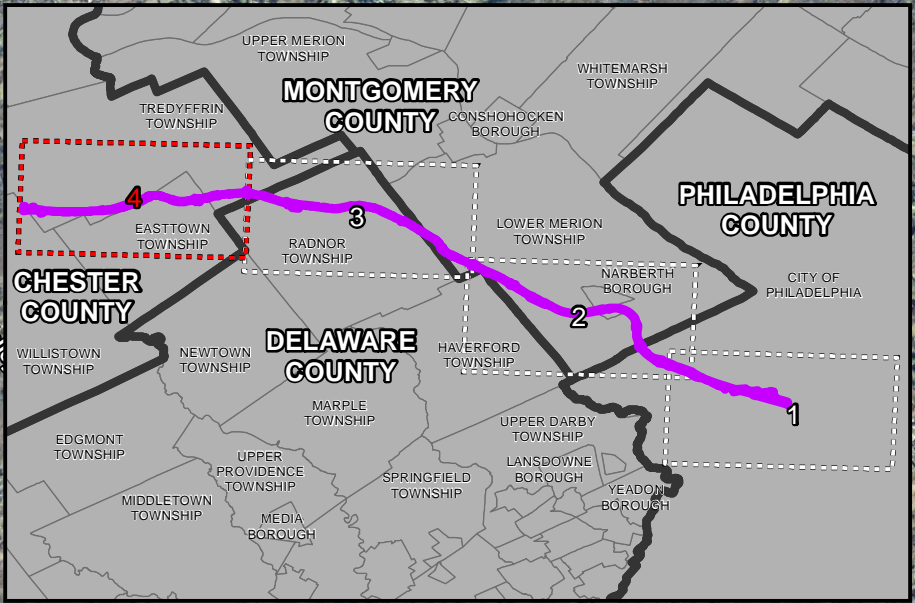 UPPER MERION
TOWNSHIP
WHITEMARSH
TOWNSHIP
MONTGOMERY
COUNTY
TREDYFFRIN
TOWNSHIP
CONSHOHOCKEN
BOROUGH
4
PHILADELPHIA
COUNTY
3
EASTTOWN
TOWNSHIP
RADNOR
TOWNSHIP
LOWER MERION
TOWNSHIP
CHESTER
COUNTY
NARBERTH
BOROUGH
CITY OF
PHILADELPHIA
2
DELAWARE
COUNTY
WILLISTOWN
TOWNSHIP
NEWTOWN
TOWNSHIP
HAVERFORD
TOWNSHIP
1
MARPLE
TOWNSHIP
UPPER DARBY
TOWNSHIP
EDGMONT
TOWNSHIP
UPPER
PROVIDENCE
TOWNSHIP
SPRINGFIELD
TOWNSHIP
LANSDOWNE
BOROUGH
YEADON
BOROUGH
MIDDLETOWN
TOWNSHIP
MEDIA
BOROUGH